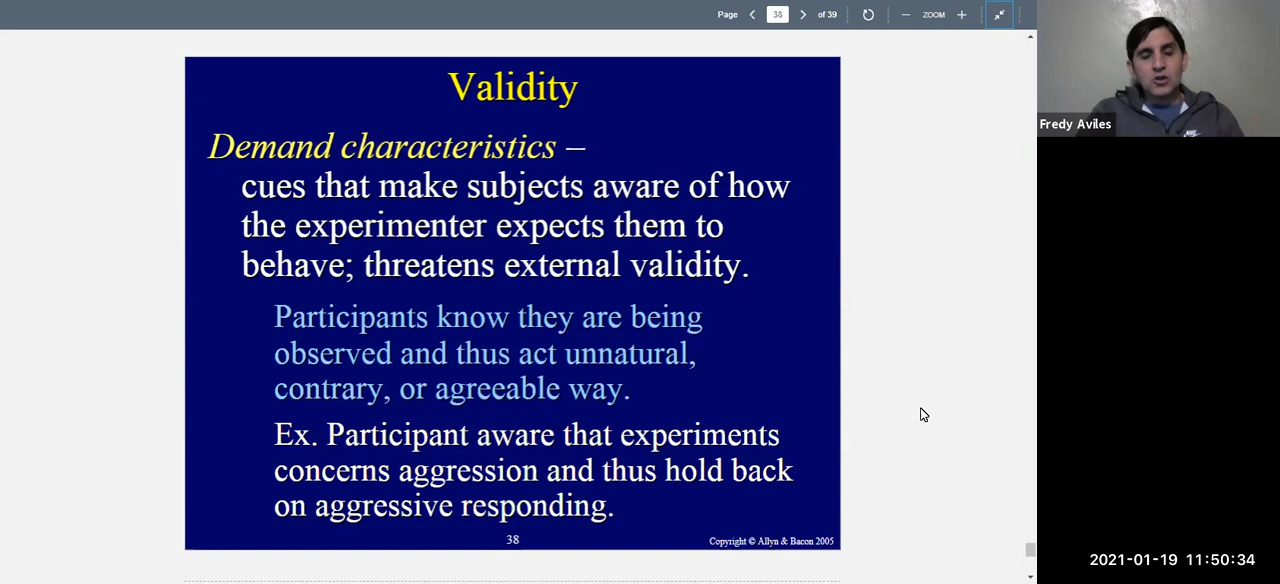 Page 38 of 39 ZOOM
Validity
Demand characteristics –
cues that make subjects aware of how
the experimenter expects them to
behave; threatens external validity.
Participants know they are being
observed and thus act unnatural,
contrary, or agreeable way.
Ex. Participant aware that experiments
concerns aggression and thus hold back
on aggressive responding.
38
Copyright © Allyn & Bacon 2005
Fredy Aviles
NIKE
2021-01-19 11:50:34